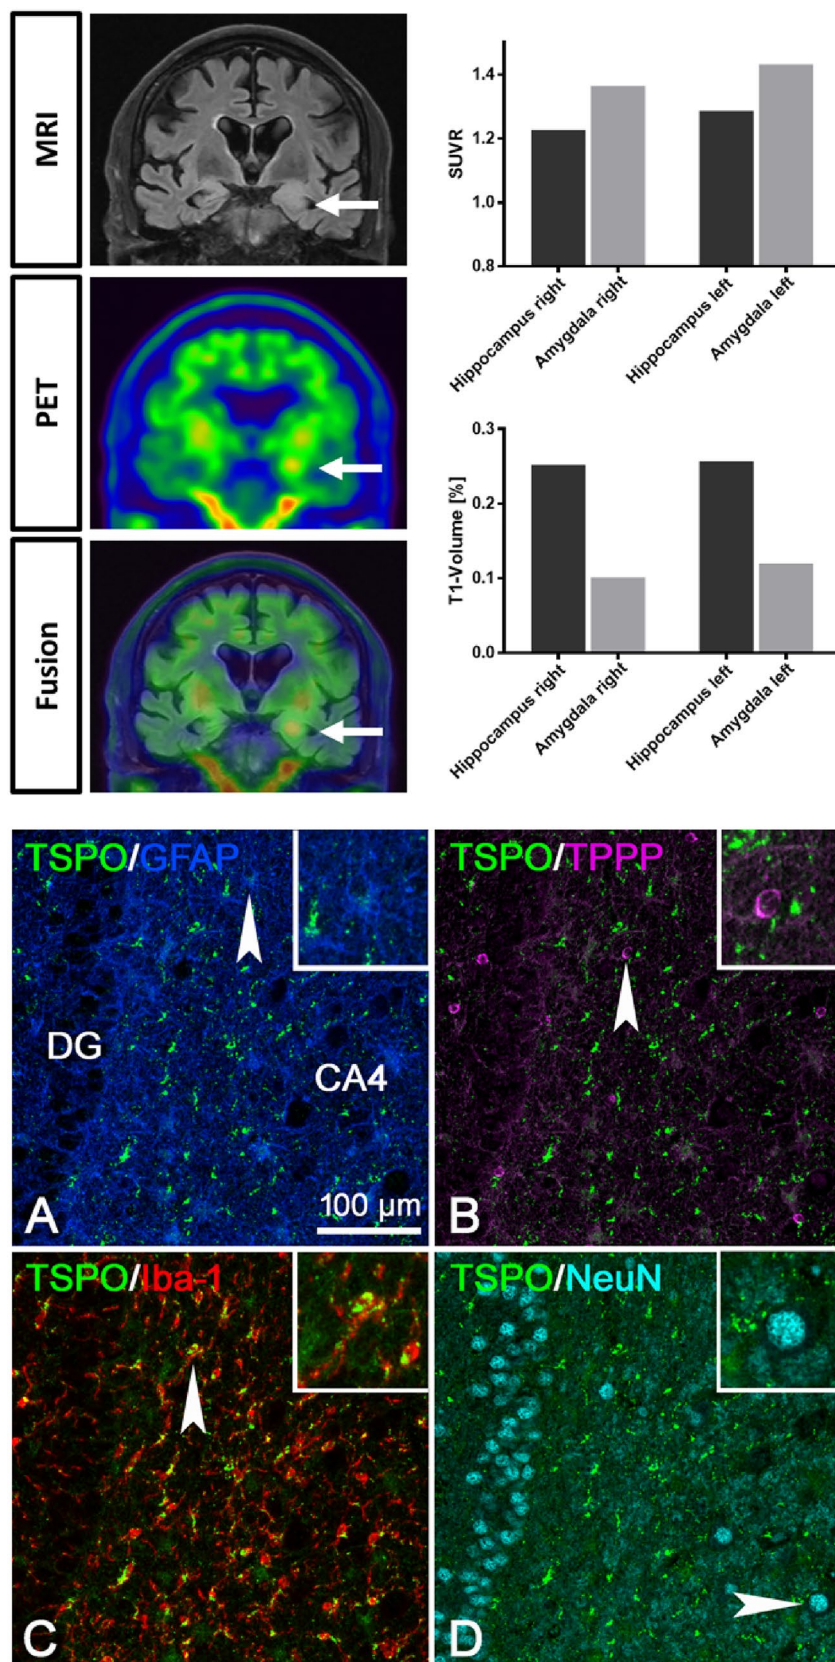 MRI
PET
Fusion
SUVR
1.4
1.2
1.0
0.8
Hippocampus right
Amygdala right
Hippocampus left
Amygdala left
T1-Volume [%]
0.3
0.2
0.1
0.0
Hippocampus right
Amygdala right
Hippocampus left
Amygdala left
TSPO/GFAP
DG
CA4
100 µm
A
TSPO/TPPP
B
TSPO/Iba-1
C
TSPO/NeuN
D